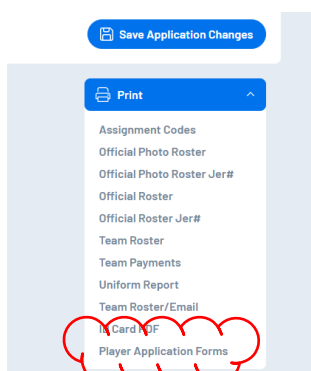 Save Application Changes
Print
Assignment Codes
Official Photo Roster
Official Photo Roster Jer#
Official Roster
Official Roster Jer#
Team Roster
Team Payments
Uniform Report
Team Roster/Email
ID Card PDF
Player Application Forms